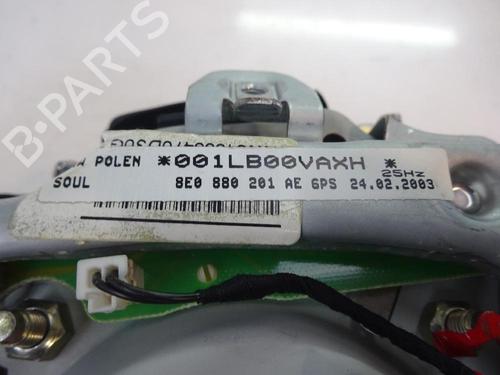 B-PARTS
POLEN *001LB00VAXH *
25Hz
SOUL 8E0 880 201 AE 6PS 24.02.2003